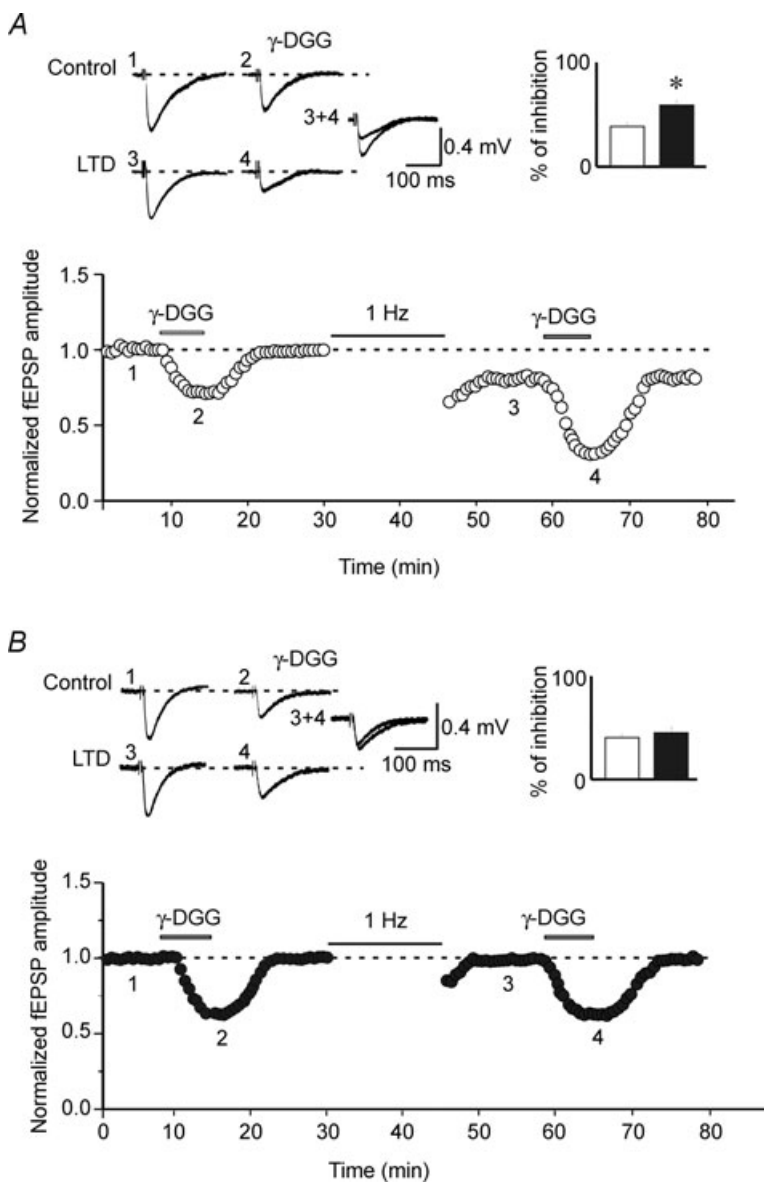 A
γ-DGG
Control
1
2
3+4
0.4 mV
100 ms
LTD
3
4
% of inhibition
100
0
*
Normalized fEPSP amplitude
1.5
1.0
0.5
0.0
γ-DGG
1 Hz
γ-DGG
1
2
3
4
10 20 30 40 50 60 70 80
Time (min)
B
γ-DGG
Control
1
2
3+4
0.4 mV
100 ms
LTD
3
4
% of inhibition
100
0
Normalized fEPSP amplitude
1.5
1.0
0.5
0.0
γ-DGG
1 Hz
γ-DGG
1
2
3
4
0 10 20 30 40 50 60 70 80
Time (min)